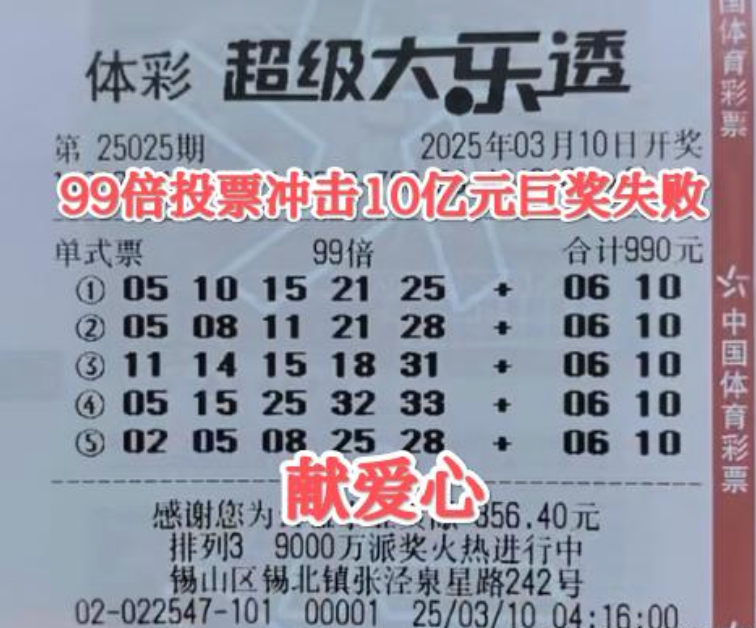 体彩 超级大乐透
第 25025期 2025年03月10日开奖
99倍投票冲击10亿元巨奖失败
单式票 99倍 合计990元
① 05 10 15 21 25 + 06 10
② 05 08 11 21 28 + 06 10
③ 11 14 15 18 31 + 06 10
④ 05 15 25 32 33 + 06 10
⑤ 02 05 08 25 28 + 06 10
献爱心
感谢您为 356.40元
排列3 9000万派奖火热进行中
锡山区锡北镇张泾泉星路242号
02-022547-101 00001 25/03/10 04:16:00
国体育彩票
中国体育彩票